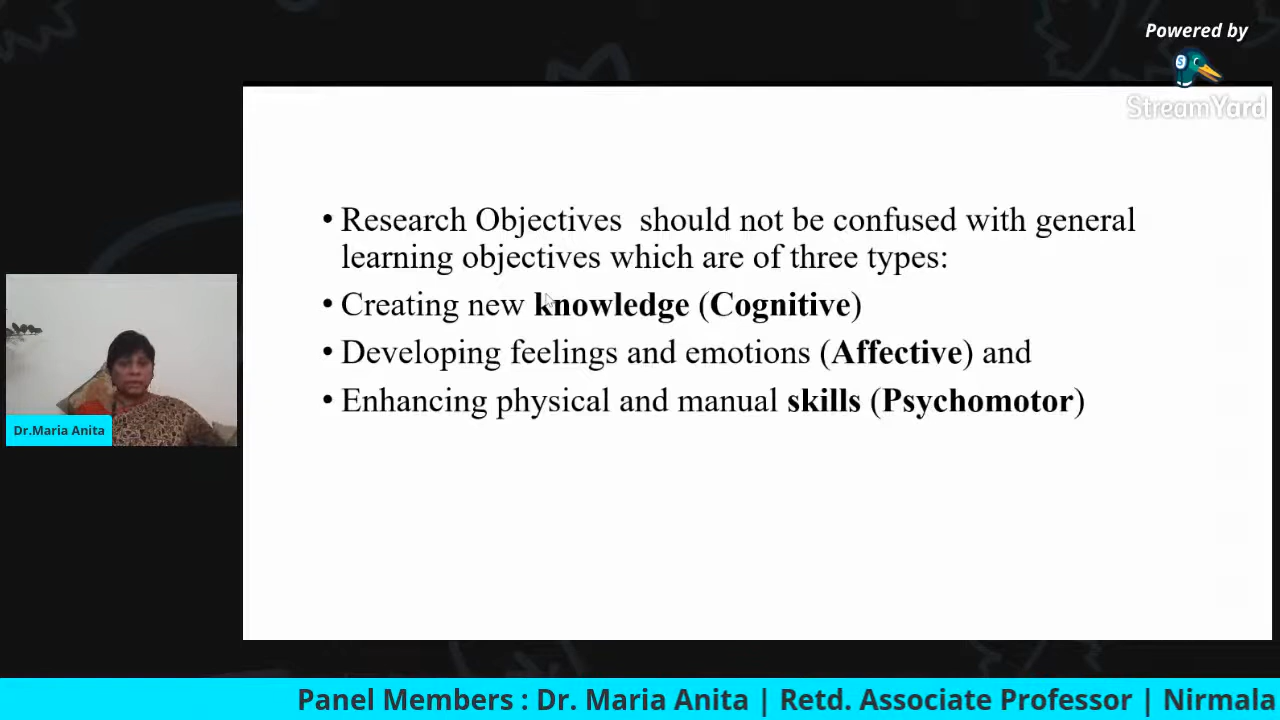 Powered by
StreamYard
• Research Objectives should not be confused with general
learning objectives which are of three types:
• Creating new knowledge (Cognitive)
• Developing feelings and emotions (Affective) and
• Enhancing physical and manual skills (Psychomotor)
Dr.Maria Anita
Panel Members : Dr. Maria Anita | Retd. Associate Professor | Nirmala